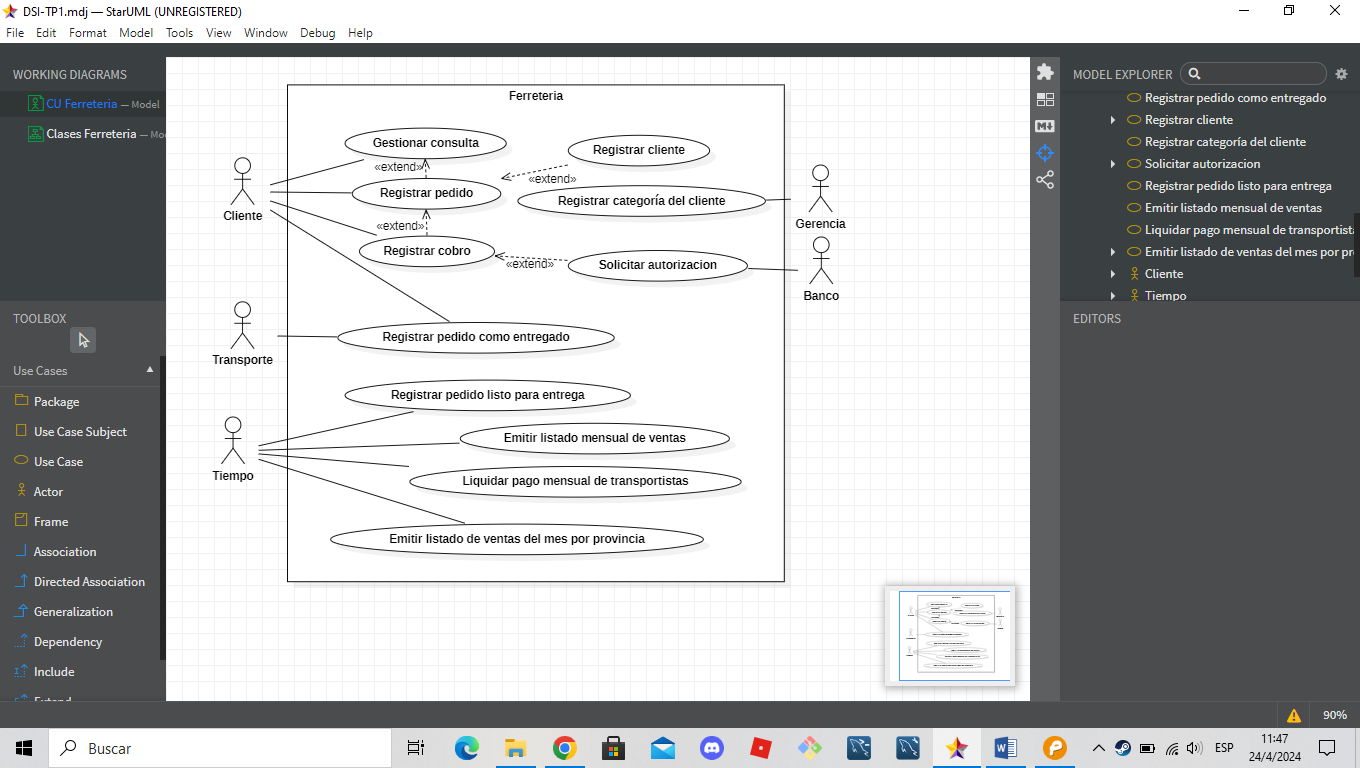 DSI-TP1.mdj — StarUML (UNREGISTERED)
File Edit Format Model Tools View Window Debug Help
WORKING DIAGRAMS
CU Ferreteria — Model
Clases Ferreteria — Mo
TOOLBOX
Use Cases
Package
Use Case Subject
Use Case
Actor
Frame
Association
Directed Association
Generalization
Dependency
Include
Extend
Ferreteria
Gestionar consulta
Registrar cliente
«extend»
«extend»
Registrar pedido
Registrar categoría del cliente
Cliente
Gerencia
«extend»
Registrar cobro
«extend»
Solicitar autorizacion
Banco
Registrar pedido como entregado
Transporte
Registrar pedido listo para entrega
Emitir listado mensual de ventas
Tiempo
Liquidar pago mensual de transportistas
Emitir listado de ventas del mes por provincia
MODEL EXPLORER
Registrar pedido como entregado
Registrar cliente
Registrar categoría del cliente
Solicitar autorizacion
Registrar pedido listo para entrega
Emitir listado mensual de ventas
Liquidar pago mensual de transportista
Emitir listado de ventas del mes por pr
Cliente
Tiempo
EDITORS
90%
Buscar
ESP
11:47
24/4/2024